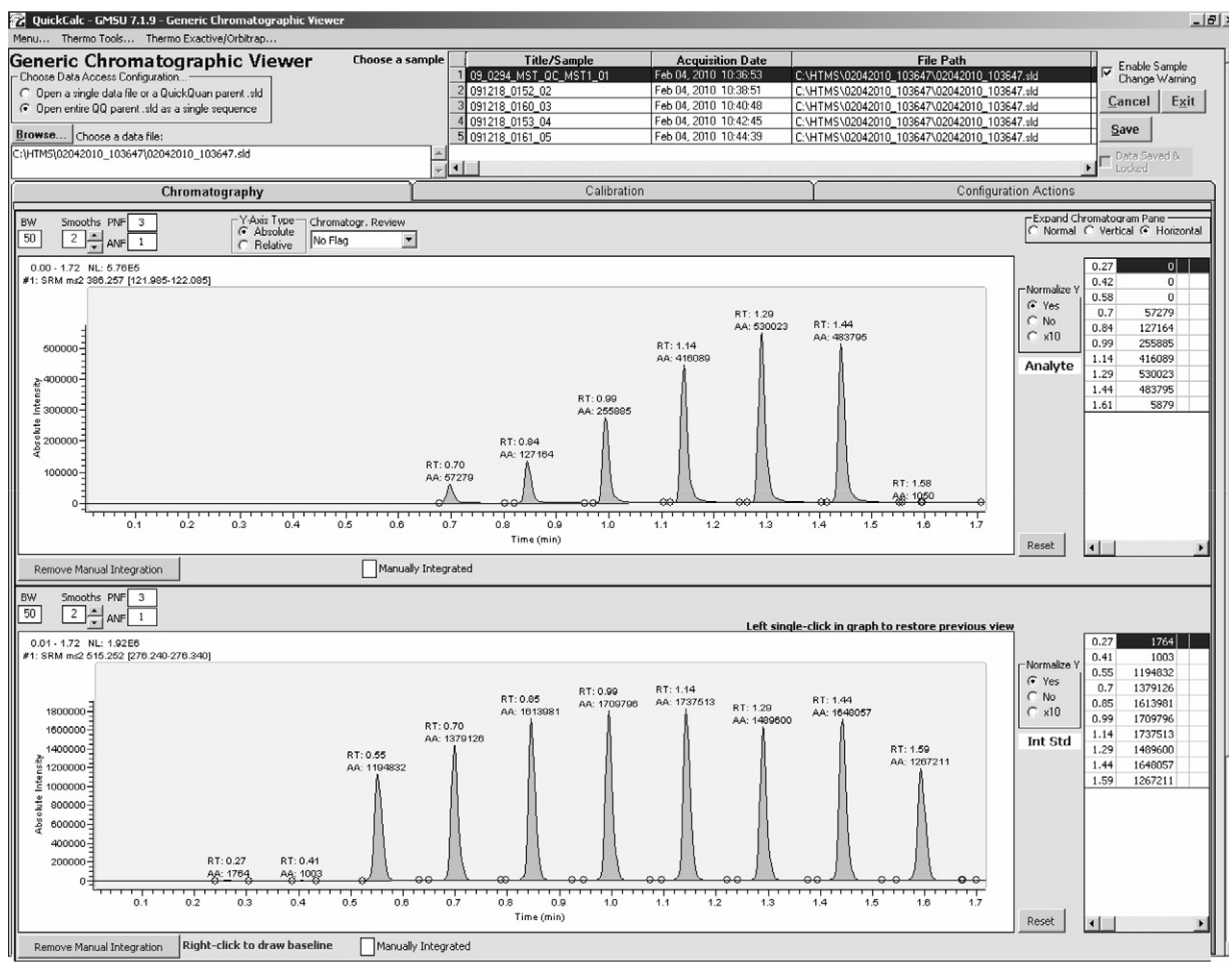 QuickCalc - GMSU 7.1.9 - Generic Chromatographic Viewer
Menu... Thermo Tools... Thermo Exactive/Orbitrap...
Generic Chromatographic Viewer
Choose a sample
Choose Data Access Configuration...
Open a single data file or a QuickQuan parent .sld
Open entire QQ parent .sld as a single sequence
Browse... Choose a data file:
C:\HTMS\02042010_103647\02042010_103647.sld
Title/Sample Acquisition Date File Path
1 09_0294_MST_QC_MST1_01 Feb 04, 2010 10:36:53 C:\HTMS\02042010_103647\02042010_103647.sld
2 091218_0152_02 Feb 04, 2010 10:38:51 C:\HTMS\02042010_103647\02042010_103647.sld
3 091218_0160_03 Feb 04, 2010 10:40:48 C:\HTMS\02042010_103647\02042010_103647.sld
4 091218_0153_04 Feb 04, 2010 10:42:45 C:\HTMS\02042010_103647\02042010_103647.sld
5 091218_0161_05 Feb 04, 2010 10:44:39 C:\HTMS\02042010_103647\02042010_103647.sld
Enable Sample
Change Warning
Cancel Exit
Save
Data Saved &
Locked
Chromatography Calibration Configuration Actions
BW Smooths PNF 3
50 2 ANF 1
Y-Axis Type
Absolute
Relative
Chromatogr. Review
No Flag
Expand Chromatogram Pane
Normal Vertical Horizontal
0.00 - 1.72 NL: 5.76E5
#1: SRM ms2 386.257 [121.985-122.085]
RT: 0.70
AA: 57279
RT: 0.84
AA: 127164
RT: 0.99
AA: 255885
RT: 1.14
AA: 416089
RT: 1.29
AA: 530023
RT: 1.44
AA: 483795
RT: 1.58
AA: 1050
Absolute Intensity
500000
400000
300000
200000
100000
0
0.1 0.2 0.3 0.4 0.5 0.6 0.7 0.8 0.9 1.0 1.1 1.2 1.3 1.4 1.5 1.6 1.7
Time (min)
Normalize Y
Yes
No
x10
Analyte
Reset
0.27 0
0.42 0
0.58 0
0.7 57279
0.84 127164
0.99 255885
1.14 416089
1.29 530023
1.44 483795
1.61 5879
Remove Manual Integration
Manually Integrated
BW Smooths PNF 3
50 2 ANF 1
Left single-click in graph to restore previous view
0.01 - 1.72 NL: 1.92E6
#1: SRM ms2 515.252 [276.240-276.340]
RT: 0.27
AA: 1764
RT: 0.41
AA: 1003
RT: 0.55
AA: 1194832
RT: 0.70
AA: 1379126
RT: 0.85
AA: 1613981
RT: 0.99
AA: 1709796
RT: 1.14
AA: 1737513
RT: 1.29
AA: 1489600
RT: 1.44
AA: 1648057
RT: 1.59
AA: 1267211
Absolute Intensity
1800000
1600000
1400000
1200000
1000000
800000
600000
400000
200000
0
0.1 0.2 0.3 0.4 0.5 0.6 0.7 0.8 0.9 1.0 1.1 1.2 1.3 1.4 1.5 1.6 1.7
Time (min)
Normalize Y
Yes
No
x10
Int Std
Reset
0.27 1764
0.41 1003
0.55 1194832
0.7 1379126
0.85 1613981
0.99 1709796
1.14 1737513
1.29 1489600
1.44 1648057
1.59 1267211
Remove Manual Integration
Right-click to draw baseline
Manually Integrated